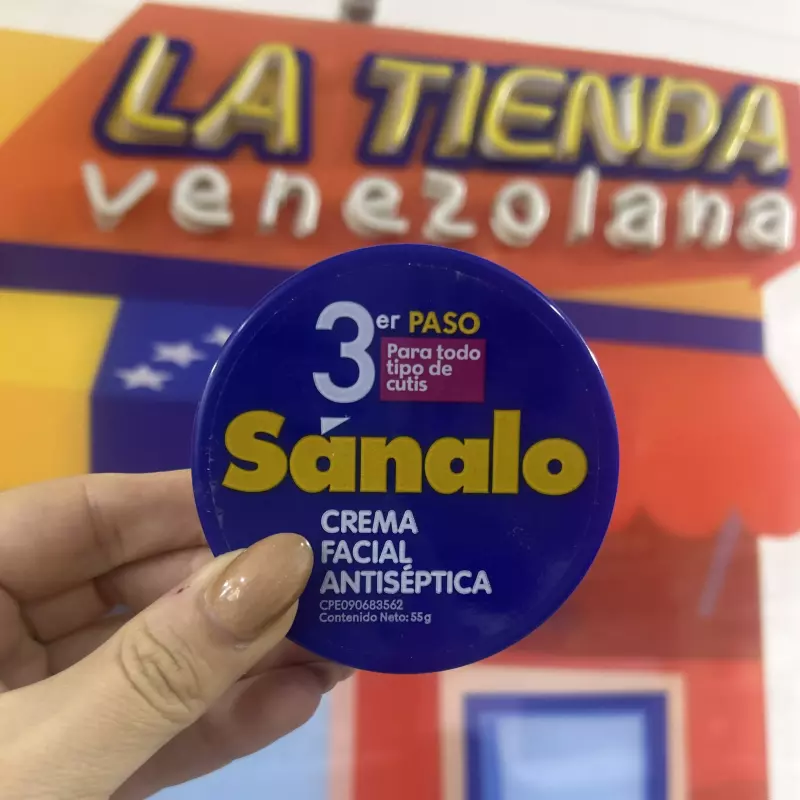 LA TIENDA
venezolana
3er PASO
Para todo
tipo de
cutis
Sánalo
CREMA
FACIAL
ANTISÉPTICA
CPE090683562
Contenido Neto: 55g